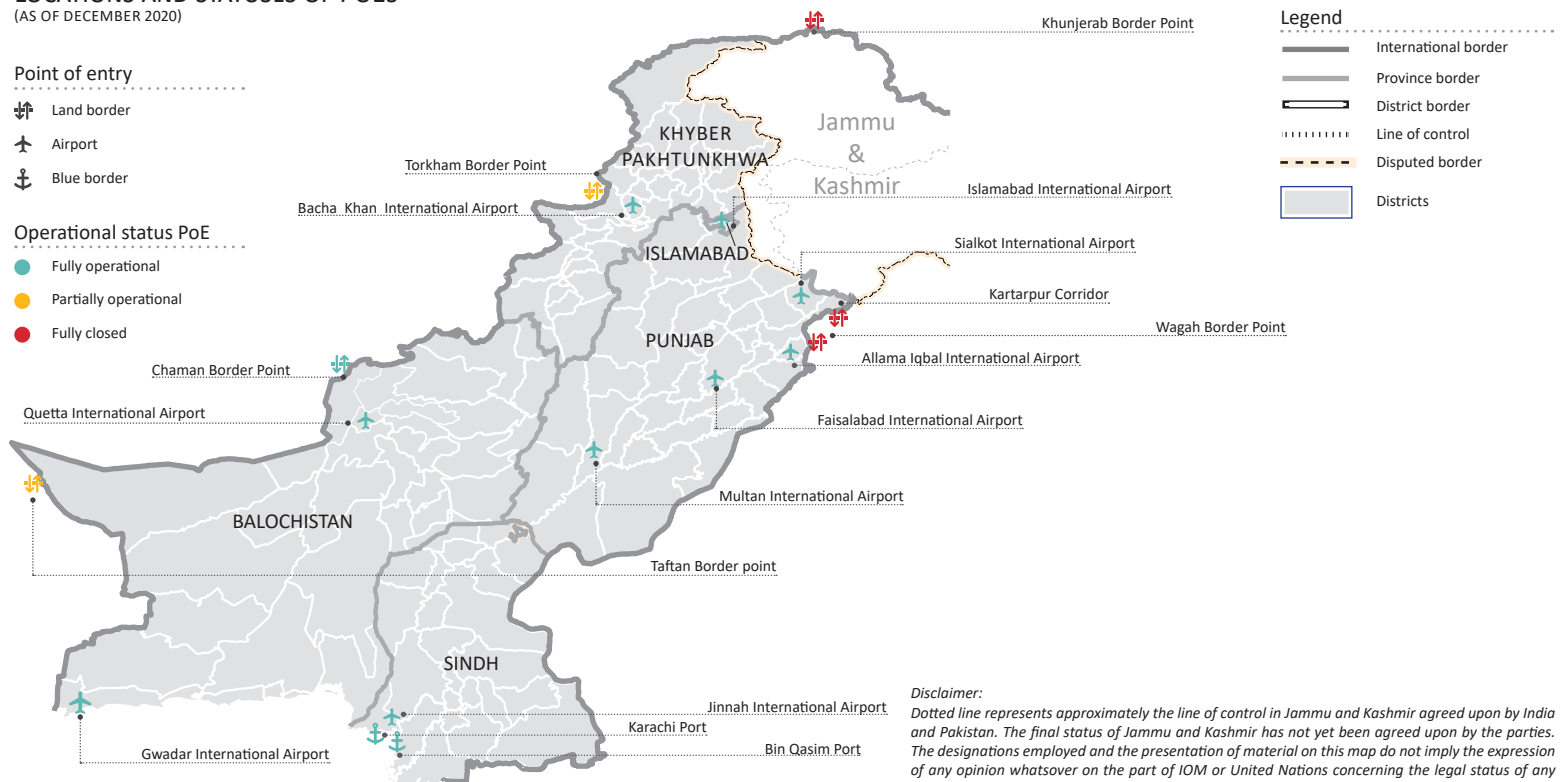 LOCATIONS AND STATUSES OF POEs
(AS OF DECEMBER 2020)
Point of entry
Land border
Airport
Blue border
Operational status PoE
Fully operational
Partially operational
Fully closed
Legend
International border
Province border
District border
Line of control
Disputed border
Districts
Khunjerab Border Point
Jammu
&
Kashmir
KHYBER
PAKHTUNKHWA
Torkham Border Point
Bacha Khan International Airport
Islamabad International Airport
ISLAMABAD
Sialkot International Airport
Kartarpur Corridor
Wagah Border Point
PUNJAB
Allama Iqbal International Airport
Chaman Border Point
Quetta International Airport
Faisalabad International Airport
Multan International Airport
BALOCHISTAN
Taftan Border point
SINDH
Jinnah International Airport
Karachi Port
Bin Qasim Port
Gwadar International Airport
Disclaimer:
Dotted line represents approximately the line of control in Jammu and Kashmir agreed upon by India
and Pakistan. The final status of Jammu and Kashmir has not yet been agreed upon by the parties.
The designations employed and the presentation of material on this map do not imply the expression
of any opinion whatsover on the part of IOM or United Nations concerning the legal status of any